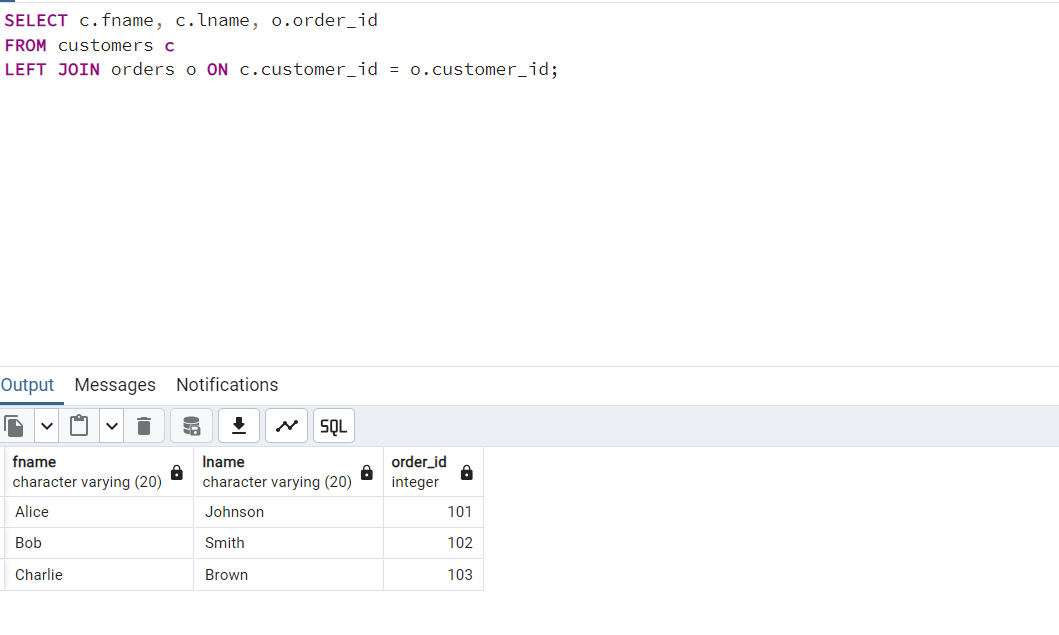 SELECT c.fname, c.lname, o.order_id
FROM customers c
LEFT JOIN orders o ON c.customer_id = o.customer_id;
Output Messages Notifications
SQL
fname lname order_id
character varying (20) character varying (20) integer
Alice Johnson 101
Bob Smith 102
Charlie Brown 103